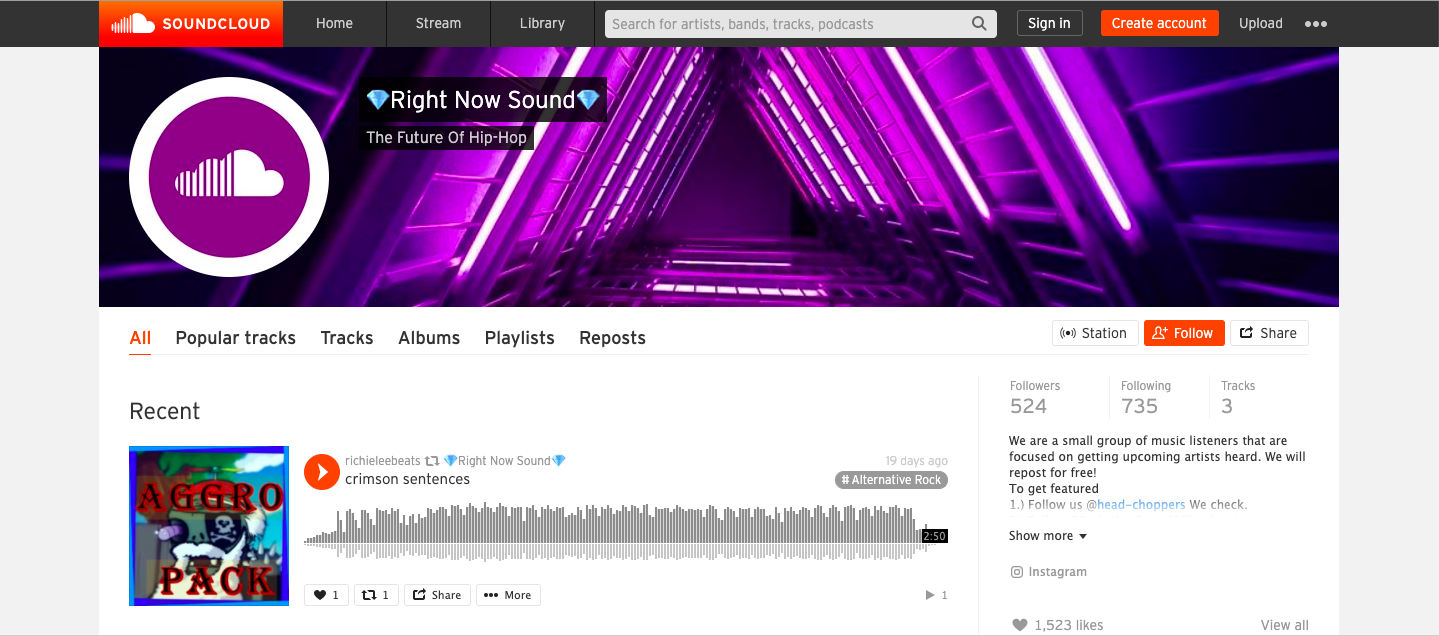 SOUNDCLOUD
Home
Stream
Library
Search for artists, bands, tracks, podcasts
Sign in
Create account
Upload
💎Right Now Sound💎
The Future Of Hip-Hop
All
Popular tracks
Tracks
Albums
Playlists
Reposts
Station
Follow
Share
Recent
AGGRO
PACK
richieleebeats 💎Right Now Sound💎
19 days ago
crimson sentences
# Alternative Rock
2:50
1
1
Share
More
1
Followers
524
Following
735
Tracks
3
We are a small group of music listeners that are
focused on getting upcoming artists heard. We will
repost for free!
To get featured
1.) Follow us @head-choppers We check.
Show more
Instagram
1,523 likes
View all